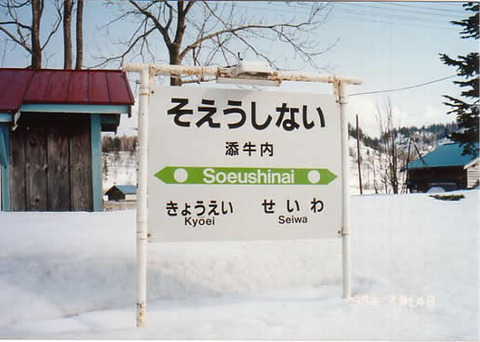 そえうしない
添牛内
Soeushinai
きょうえい せいわ
Kyoei Seiwa